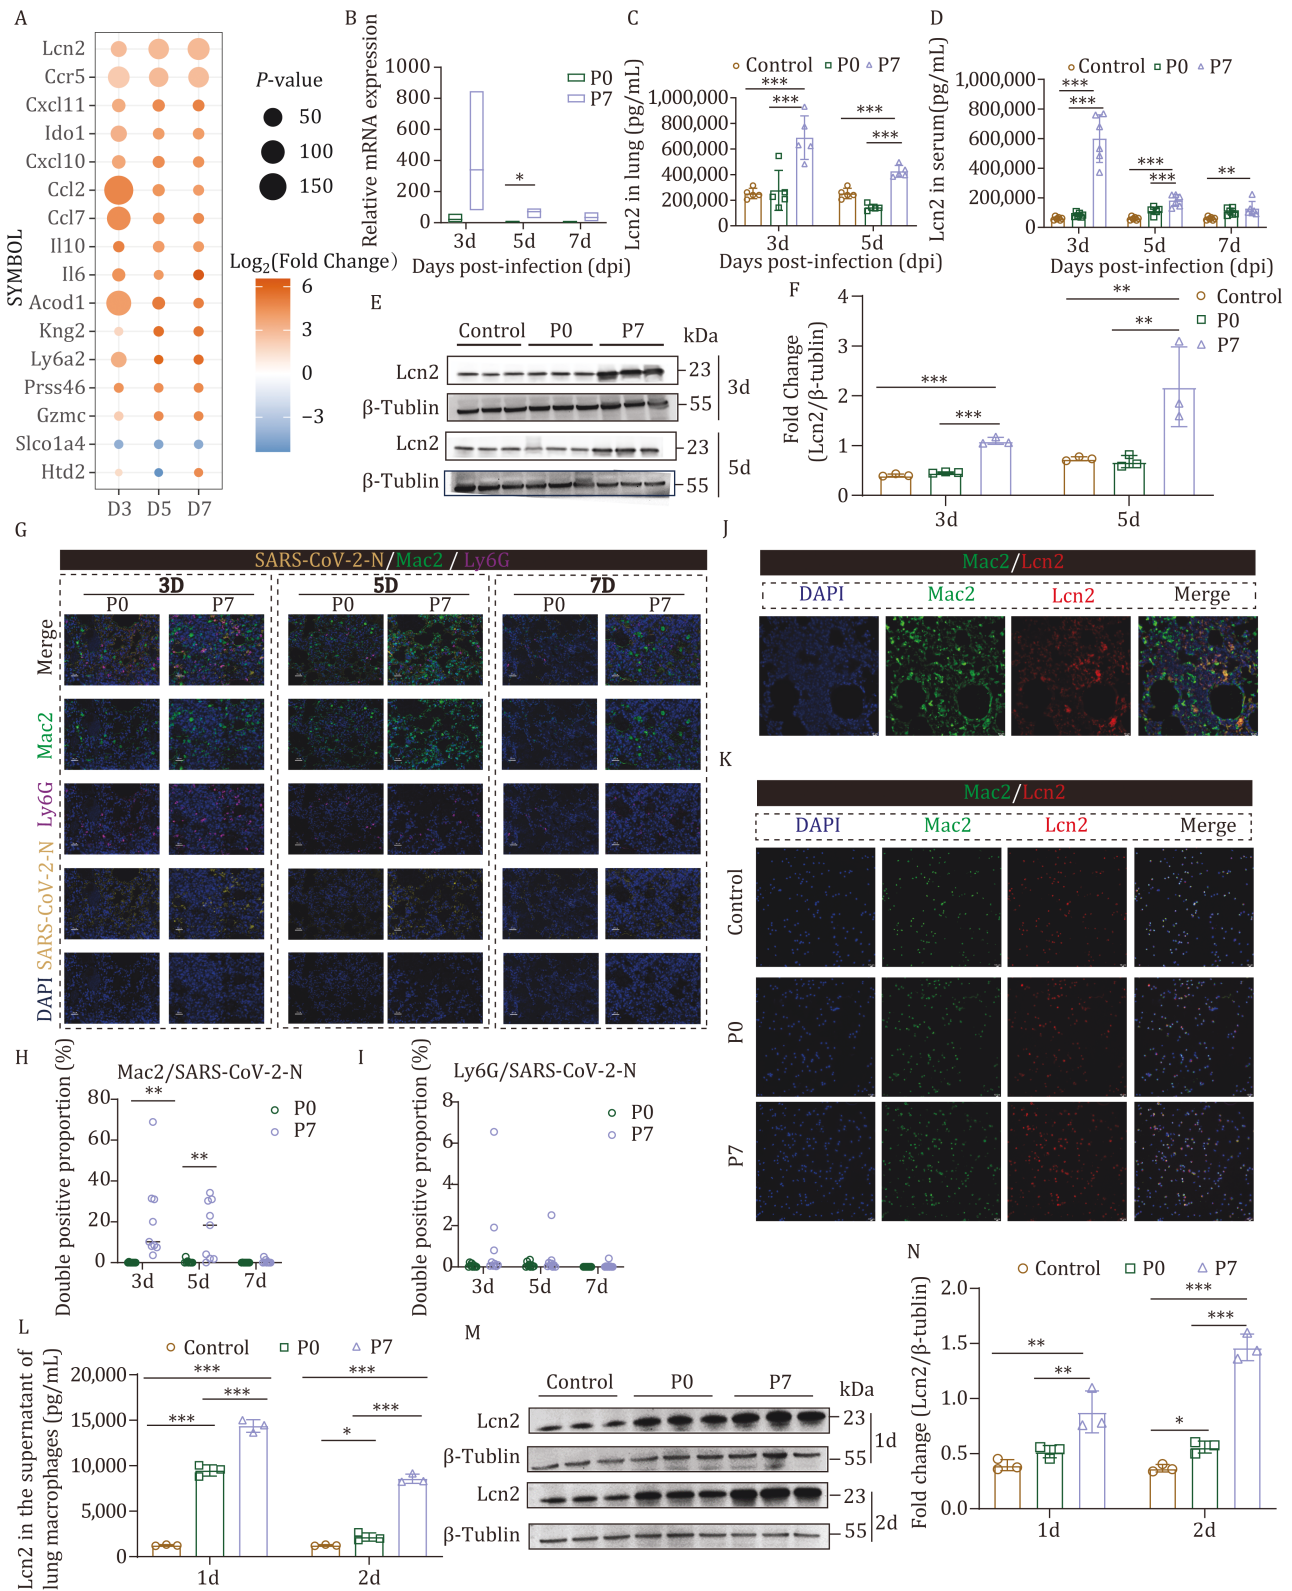 A
Lcn2
Ccr5
Cxcl11
Ido1
Cxcl10
Ccl2
Ccl7
Il10
Il6
Acod1
Kng2
Ly6a2
Prss46
Gzmc
Slco1a4
Htd2
SYMBOL
D3 D5 D7
P-value
50
100
150
Log2(Fold Change)
6
3
0
−3
B
Relative mRNA expression
1000
800
600
400
200
0
P0
P7
*
3d 5d 7d
Days post-infection (dpi)
C
Control P0 P7
Lcn2 in lung (pg/mL)
1,000,000
800,000
600,000
400,000
200,000
0
***
***
***
***
3d 5d
Days post-infection (dpi)
D
Control P0 P7
Lcn2 in serum(pg/mL)
1,000,000
800,000
600,000
400,000
200,000
0
***
***
***
***
**
3d 5d 7d
Days post-infection (dpi)
E
Control P0 P7 kDa
Lcn2 23
β-Tublin 55
3d
Lcn2 23
β-Tublin 55
5d
F
Fold Change
(Lcn2/β-tublin)
4
3
2
1
0
Control
P0
P7
***
***
**
**
3d 5d
G
SARS-CoV-2-N/Mac2 / Ly6G
3D 5D 7D
P0 P7 P0 P7 P0 P7
Merge
Mac2
Ly6G
SARS-CoV-2-N
DAPI
H
Mac2/SARS-CoV-2-N
Double positive proportion (%)
80
60
40
20
0
**
**
P0
P7
3d 5d 7d
I
Ly6G/SARS-CoV-2-N
Double positive proportion (%)
8
6
4
2
0
P0
P7
3d 5d 7d
J
Mac2/Lcn2
DAPI Mac2 Lcn2 Merge
K
Mac2/Lcn2
DAPI Mac2 Lcn2 Merge
Control
P0
P7
L
Control P0 P7
Lcn2 in the supernatant of
lung macrophages (pg/mL)
20,000
15,000
10,000
5,000
0
***
***
***
***
***
*
1d 2d
M
Control P0 P7 kDa
Lcn2 23
β-Tublin 55
1d
Lcn2 23
β-Tublin 55
2d
N
Control P0 P7
Fold change (Lcn2/β-tublin)
2.0
1.5
1.0
0.5
0.0
**
**
***
***
*
1d 2d